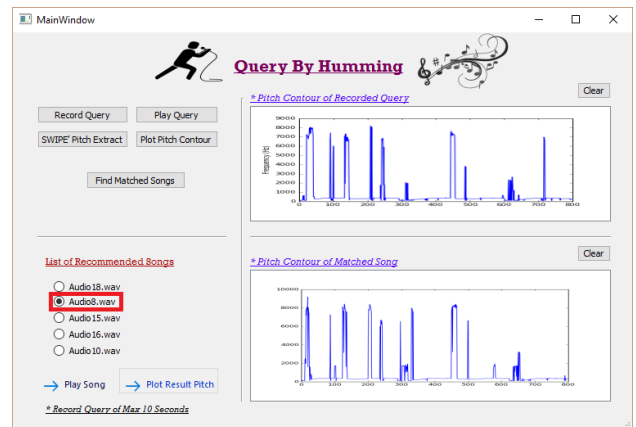 MainWindow
Query By Humming
Record Query
Play Query
SWIPE' Pitch Extract
Plot Pitch Contour
Find Matched Songs
* Pitch Contour of Recorded Query
Clear
9000
8000
7000
6000
5000
4000
3000
2000
1000
0
Frequency (Hz)
0 100 200 300 400 500 600 700 800
List of Recommended Songs
Audio18.wav
Audio8.wav
Audio15.wav
Audio16.wav
Audio10.wav
Play Song
Plot Result Pitch
* Record Query of Max 10 Seconds
* Pitch Contour of Matched Song
Clear
10000
8000
6000
4000
2000
0
0 100 200 300 400 500 600 700 800